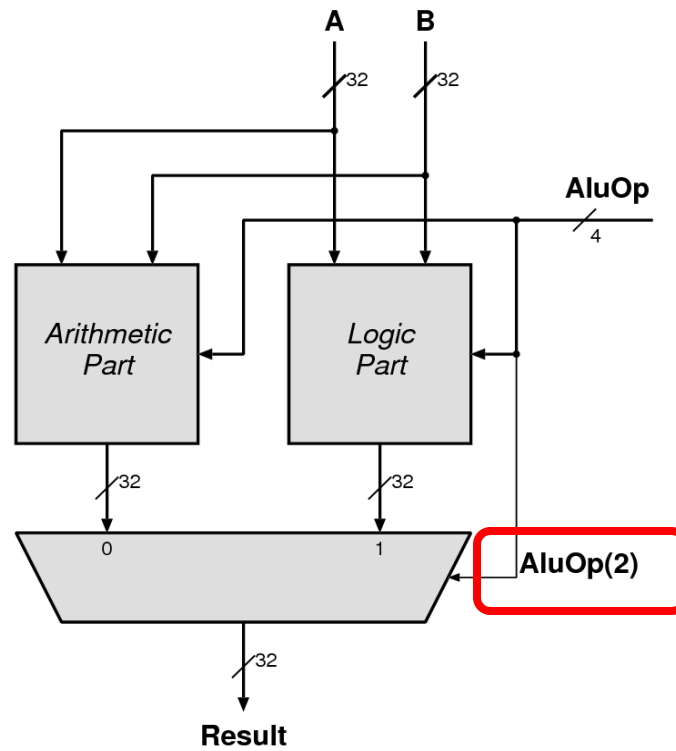 A
B
32
32
AluOp
4
Arithmetic
Part
Logic
Part
32
32
0
1
AluOp(2)
32
Result